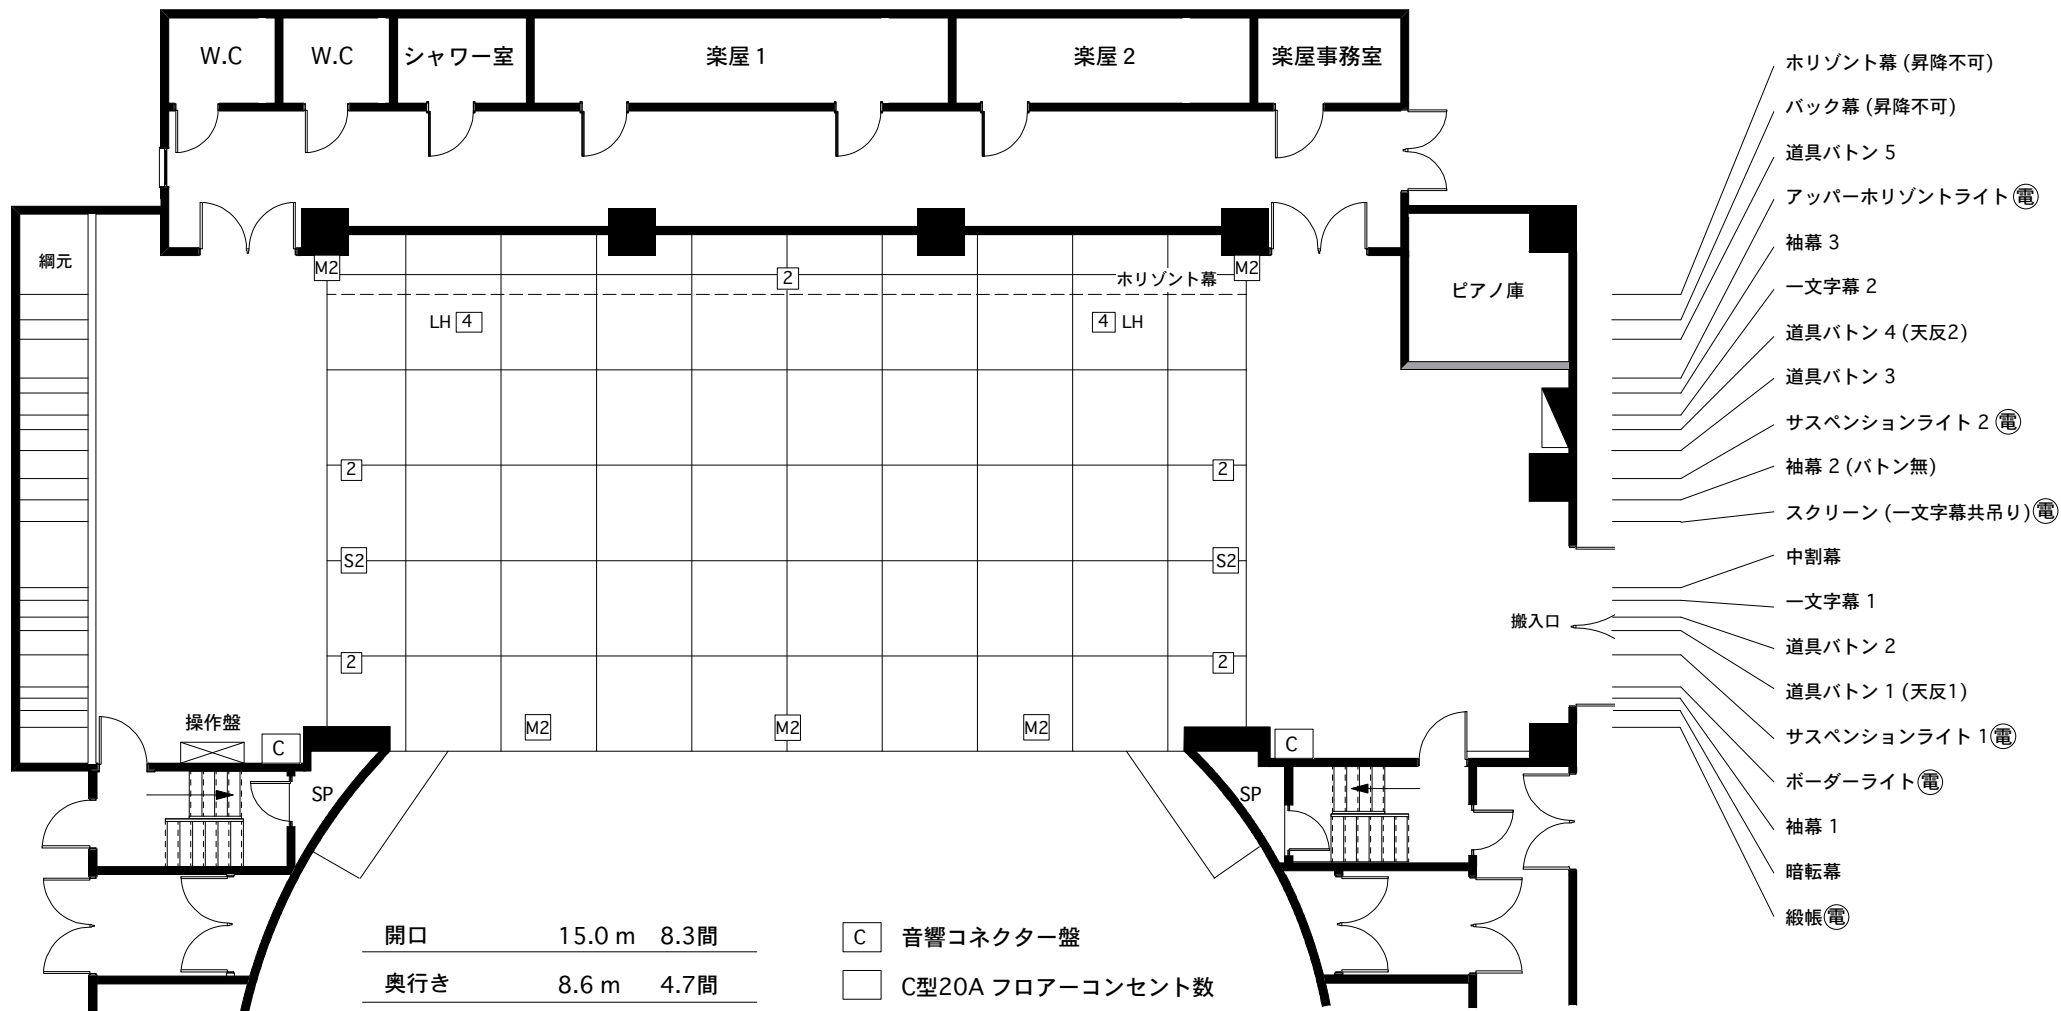 W.C
W.C
シャワー室
楽屋 1
楽屋 2
楽屋事務室
ホリゾント幕 (昇降不可)
バック幕 (昇降不可)
道具バトン 5
アッパーホリゾントライト 電
袖幕 3
一文字幕 2
道具バトン 4 (天反2)
道具バトン 3
サスペンションライト 2 電
袖幕 2 (バトン無)
スクリーン (一文字幕共吊り) 電
中割幕
一文字幕 1
道具バトン 2
道具バトン 1 (天反1)
サスペンションライト 1 電
ボーダーライト 電
袖幕 1
暗転幕
緞帳 電
綱元
M2
2
ホリゾント幕
M2
ピアノ庫
LH 4
4 LH
2
2
S2
S2
搬入口
2
2
操作盤
C
M2
M2
M2
C
SP
SP
開口 15.0 m 8.3間
奥行き 8.6 m 4.7間
C 音響コネクター盤
C型20A フロアーコンセント数